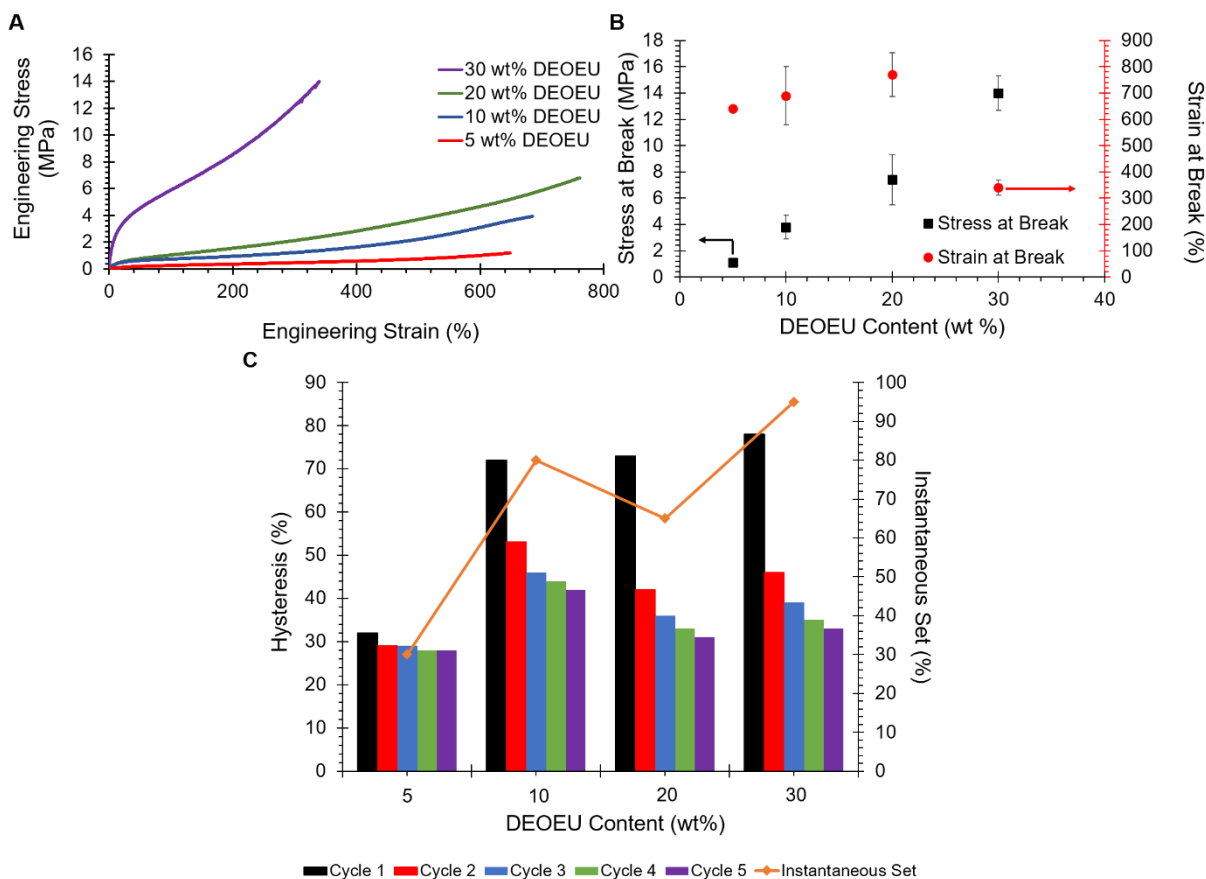 A
Engineering Stress
(MPa)
16
14
12
10
8
6
4
2
0
30 wt% DEOEU
20 wt% DEOEU
10 wt% DEOEU
5 wt% DEOEU
0 200 400 600 800
Engineering Strain (%)
B
Stress at Break (MPa)
18
16
14
12
10
8
6
4
2
0
Stress at Break
Strain at Break
900
800
700
600
500
400
300
200
100
0
Strain at Break
(%)
0 10 20 30 40
DEOEU Content (wt %)
C
Hysteresis (%)
90
80
70
60
50
40
30
20
10
0
100
90
80
70
60
50
40
30
20
10
0
Instantaneous Set (%)
5 10 20 30
DEOEU Content (wt%)
Cycle 1 Cycle 2 Cycle 3 Cycle 4 Cycle 5 Instantaneous Set